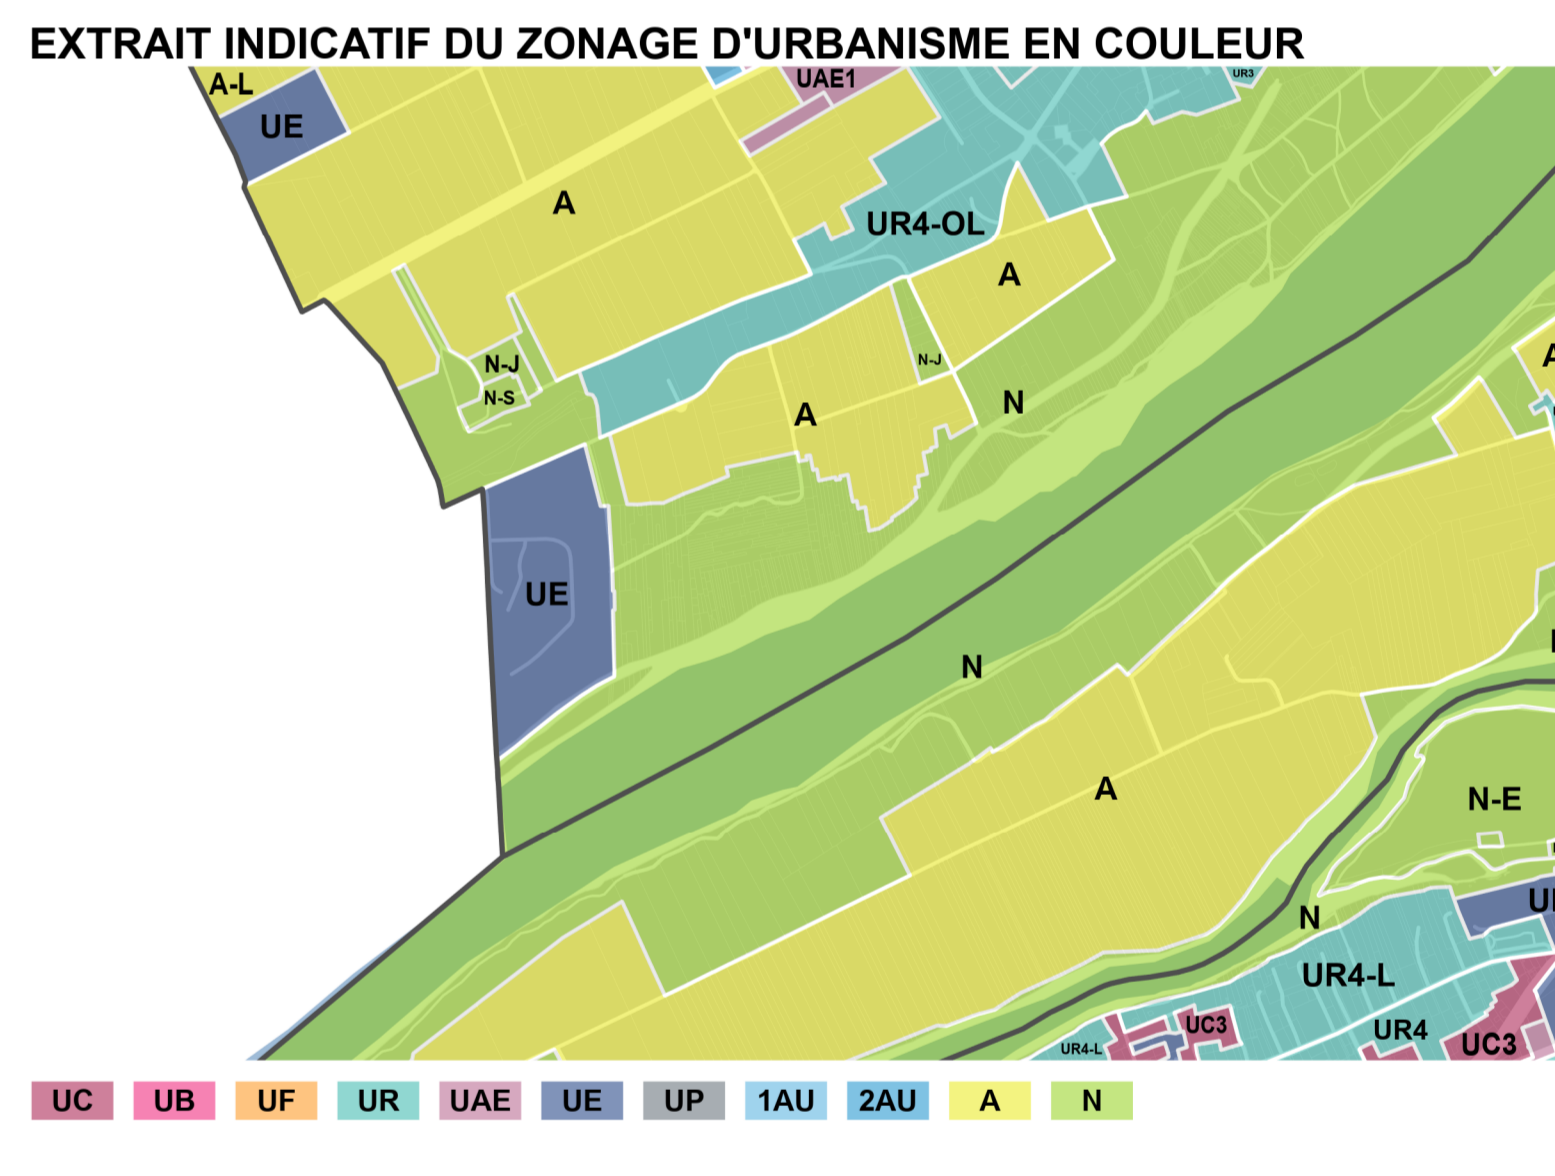 EXTRAIT INDICATIF DU ZONAGE D'URBANISME EN COULEUR
A-L
UAE1
UR3
UE
A
UR4-OL
A
N-J
N-J
A
N-S
N
A
UE
N
A
N-E
N
UR4-L
UC3
UR4
UR4-L
UC3
UC UB UF UR UAE UE UP 1AU 2AU A N